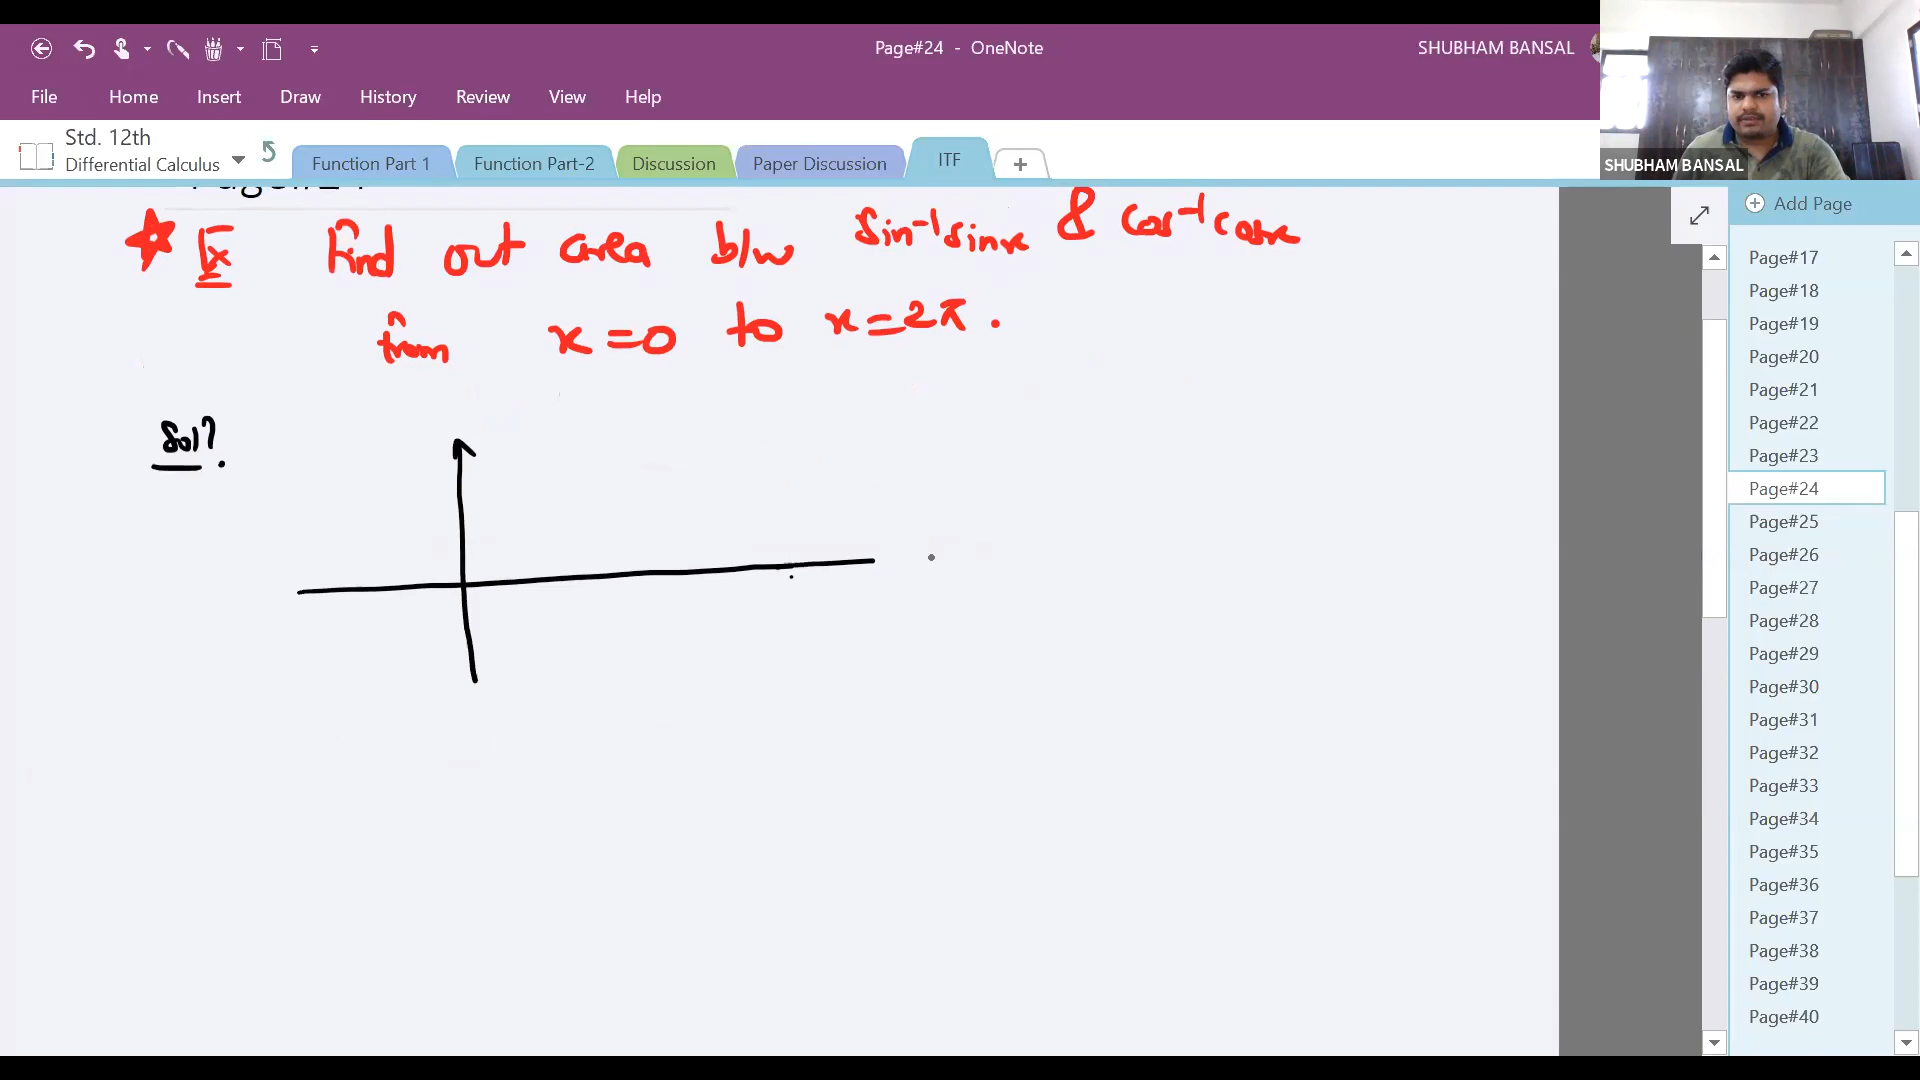 Page#24 - OneNote
SHUBHAM BANSAL
File Home Insert Draw History Review View Help
Std. 12th
Differential Calculus
Function Part 1
Function Part-2
Discussion
Paper Discussion
ITF
SHUBHAM BANSAL
Add Page
Ex Find out area b/w Sin⁻¹sinx & cos⁻¹cosx
from x=0 to x=2π.
Solⁿ.
Page#17
Page#18
Page#19
Page#20
Page#21
Page#22
Page#23
Page#24
Page#25
Page#26
Page#27
Page#28
Page#29
Page#30
Page#31
Page#32
Page#33
Page#34
Page#35
Page#36
Page#37
Page#38
Page#39
Page#40